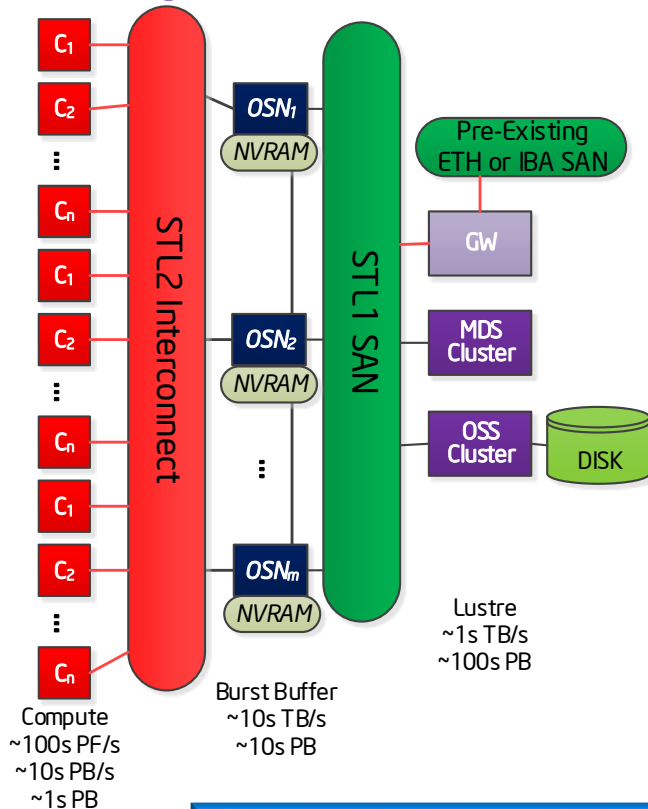 C1
C2
...
Cn
C1
C2
...
Cn
C1
C2
...
Cn
Compute
~100s PF/s
~10s PB/s
~1s PB
STL2 Interconnect
OSN1
NVRAM
OSN2
NVRAM
...
OSNm
NVRAM
Burst Buffer
~10s TB/s
~10s PB
STL1 SAN
Pre-Existing
ETH or IBA SAN
GW
MDS
Cluster
OSS
Cluster
DISK
Lustre
~1s TB/s
~100s PB